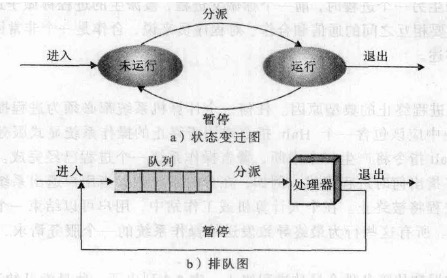 分派
进入
未运行
运行
退出
暂停
a）状态变迁图
队列
进入
分派
处理器
退出
暂停
b）排队图